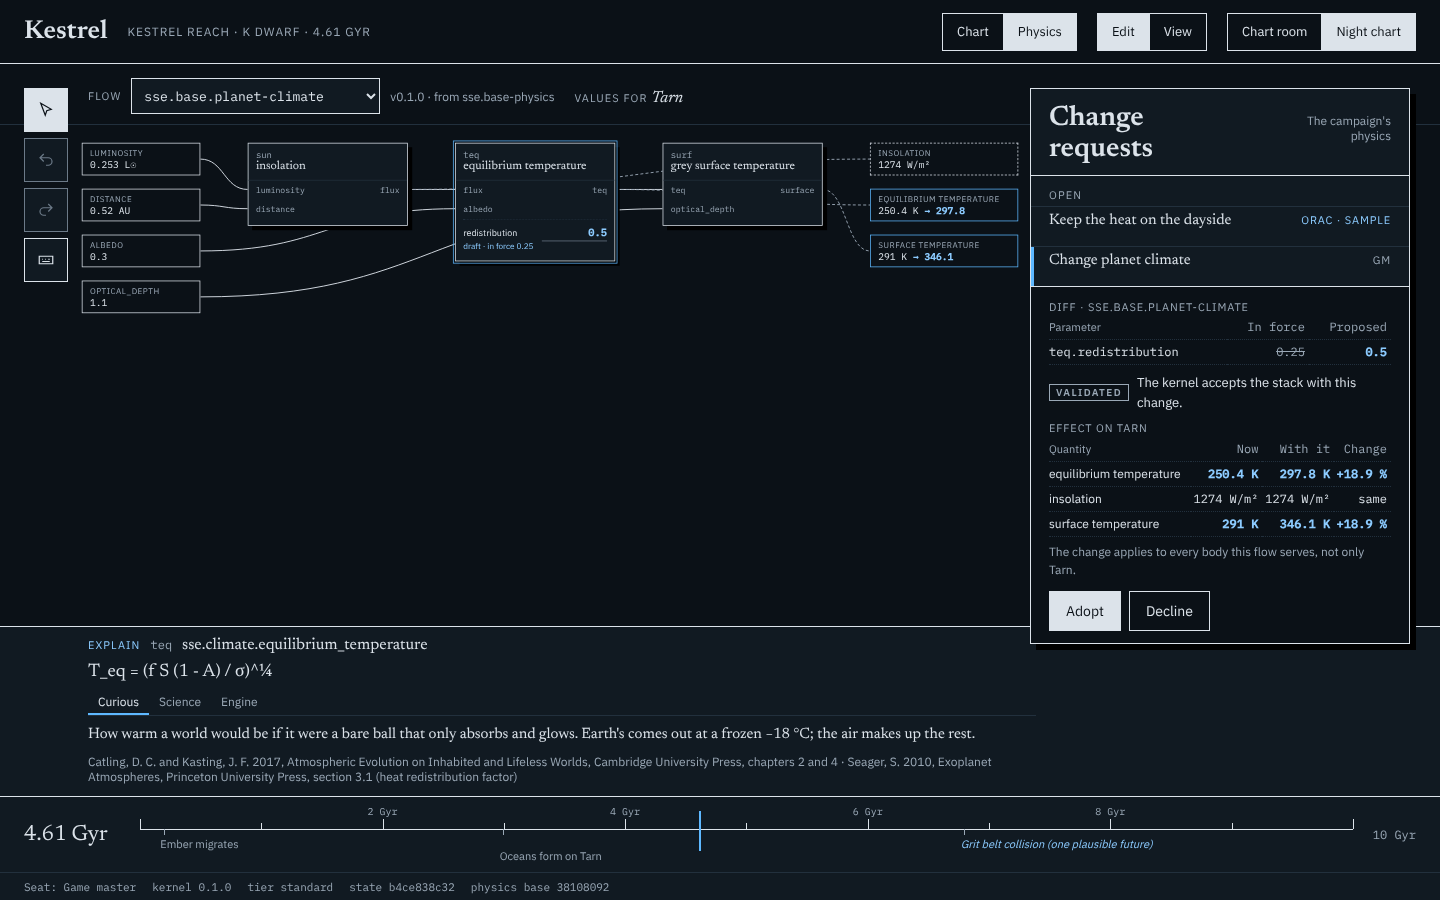 Kestrel
KESTREL REACH · K DWARF · 4.61 GYR
Chart
Physics
Edit
View
Chart room
Night chart
FLOW
sse.base.planet-climate
v0.1.0 · from sse.base-physics
VALUES FOR Tarn
LUMINOSITY
0.253 L☉
DISTANCE
0.52 AU
ALBEDO
0.3
OPTICAL_DEPTH
1.1
sun
insolation
luminosity flux
distance
teq
equilibrium temperature
flux teq
albedo
redistribution 0.5
draft · in force 0.25
surf
grey surface temperature
teq surface
optical_depth
INSOLATION
1274 W/m²
EQUILIBRIUM TEMPERATURE
250.4 K → 297.8
SURFACE TEMPERATURE
291 K → 346.1
Change
requests
The campaign's
physics
OPEN
Keep the heat on the dayside ORAC · SAMPLE
Change planet climate GM
DIFF · SSE.BASE.PLANET-CLIMATE
Parameter In force Proposed
teq.redistribution 0.25 0.5
VALIDATED
The kernel accepts the stack with this
change.
EFFECT ON TARN
Quantity Now With it Change
equilibrium temperature 250.4 K 297.8 K +18.9 %
insolation 1274 W/m² 1274 W/m² same
surface temperature 291 K 346.1 K +18.9 %
The change applies to every body this flow serves, not only
Tarn.
Adopt
Decline
EXPLAIN teq sse.climate.equilibrium_temperature
T_eq = (f S (1 - A) / σ)^¼
Curious Science Engine
How warm a world would be if it were a bare ball that only absorbs and glows. Earth's comes out at a frozen −18 °C; the air makes up the rest.
Catling, D. C. and Kasting, J. F. 2017, Atmospheric Evolution on Inhabited and Lifeless Worlds, Cambridge University Press, chapters 2 and 4 · Seager, S. 2010, Exoplanet
Atmospheres, Princeton University Press, section 3.1 (heat redistribution factor)
4.61 Gyr
2 Gyr
4 Gyr
6 Gyr
8 Gyr
10 Gyr
Ember migrates
Oceans form on Tarn
Grit belt collision (one plausible future)
Seat: Game master kernel 0.1.0 tier standard state b4ce838c32 physics base 38108092